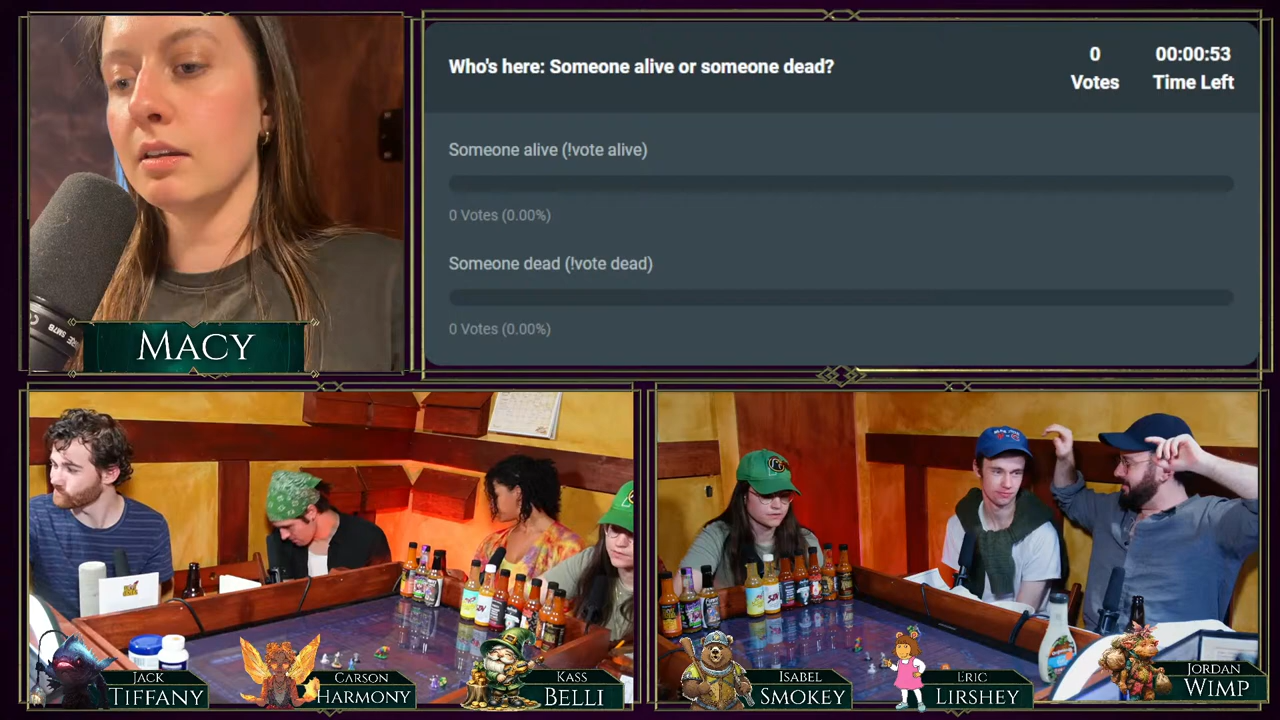 Who's here: Someone alive or someone dead?
0
Votes
00:00:53
Time Left
Someone alive (!vote alive)
0 Votes (0.00%)
Someone dead (!vote dead)
0 Votes (0.00%)
MACY
JACK
TIFFANY
CARSON
HARMONY
KASS
BELLI
ISABEL
SMOKEY
ERIC
LIRSHEY
JORDAN
WIMP